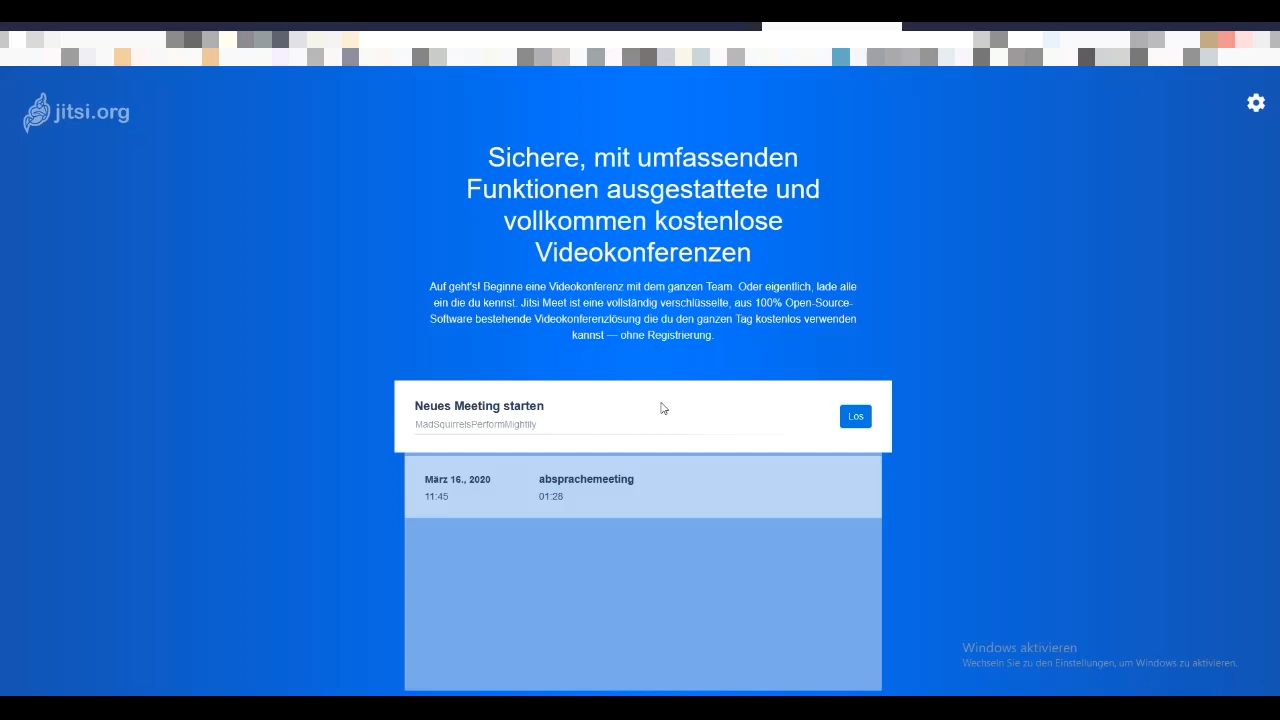 jitsi.org
Sichere, mit umfassenden
Funktionen ausgestattete und
vollkommen kostenlose
Videokonferenzen
Auf geht's! Beginne eine Videokonferenz mit dem ganzen Team. Oder eigentlich, lade alle
ein die du kennst. Jitsi Meet ist eine vollständig verschlüsselte, aus 100% Open-Source-
Software bestehende Videokonferenzlösung die du den ganzen Tag kostenlos verwenden
kannst — ohne Registrierung.
Neues Meeting starten
MadSquirrelsPerformMightily
Los
März 16., 2020
absprachemeeting
11:45
01:28
Windows aktivieren
Wechseln Sie zu den Einstellungen, um Windows zu aktivieren.